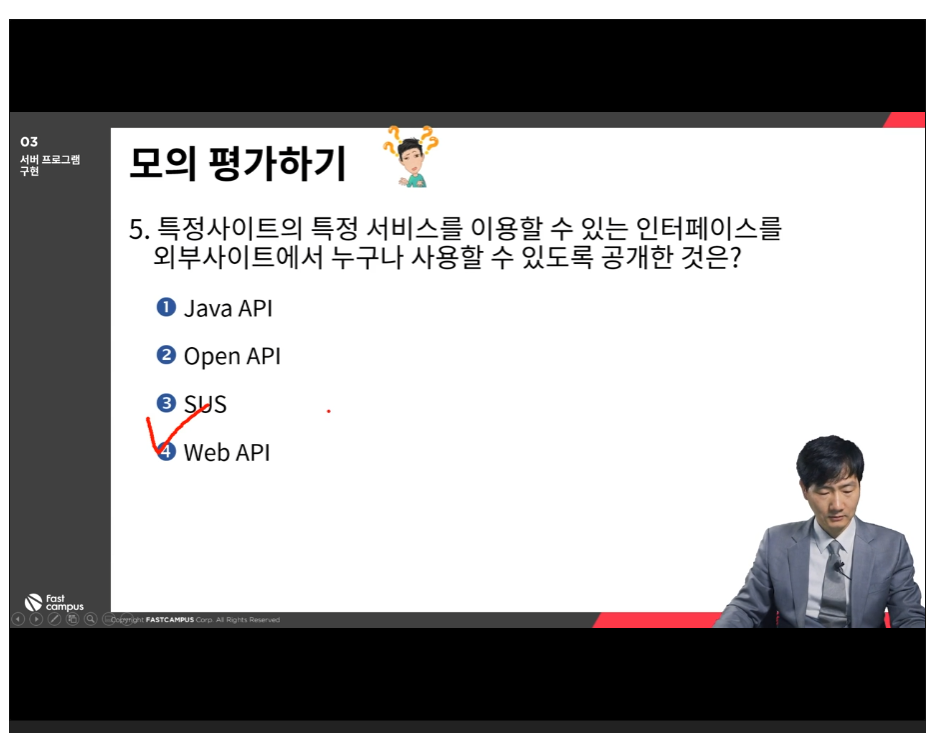 03
서버 프로그램
구현
모의 평가하기
5. 특정사이트의 특정 서비스를 이용할 수 있는 인터페이스를
외부사이트에서 누구나 사용할 수 있도록 공개한 것은?
❶ Java API
❷ Open API
❸ SUS
❹ Web API
Fast
campus
Copyright FASTCAMPUS Corp. All Rights Reserved